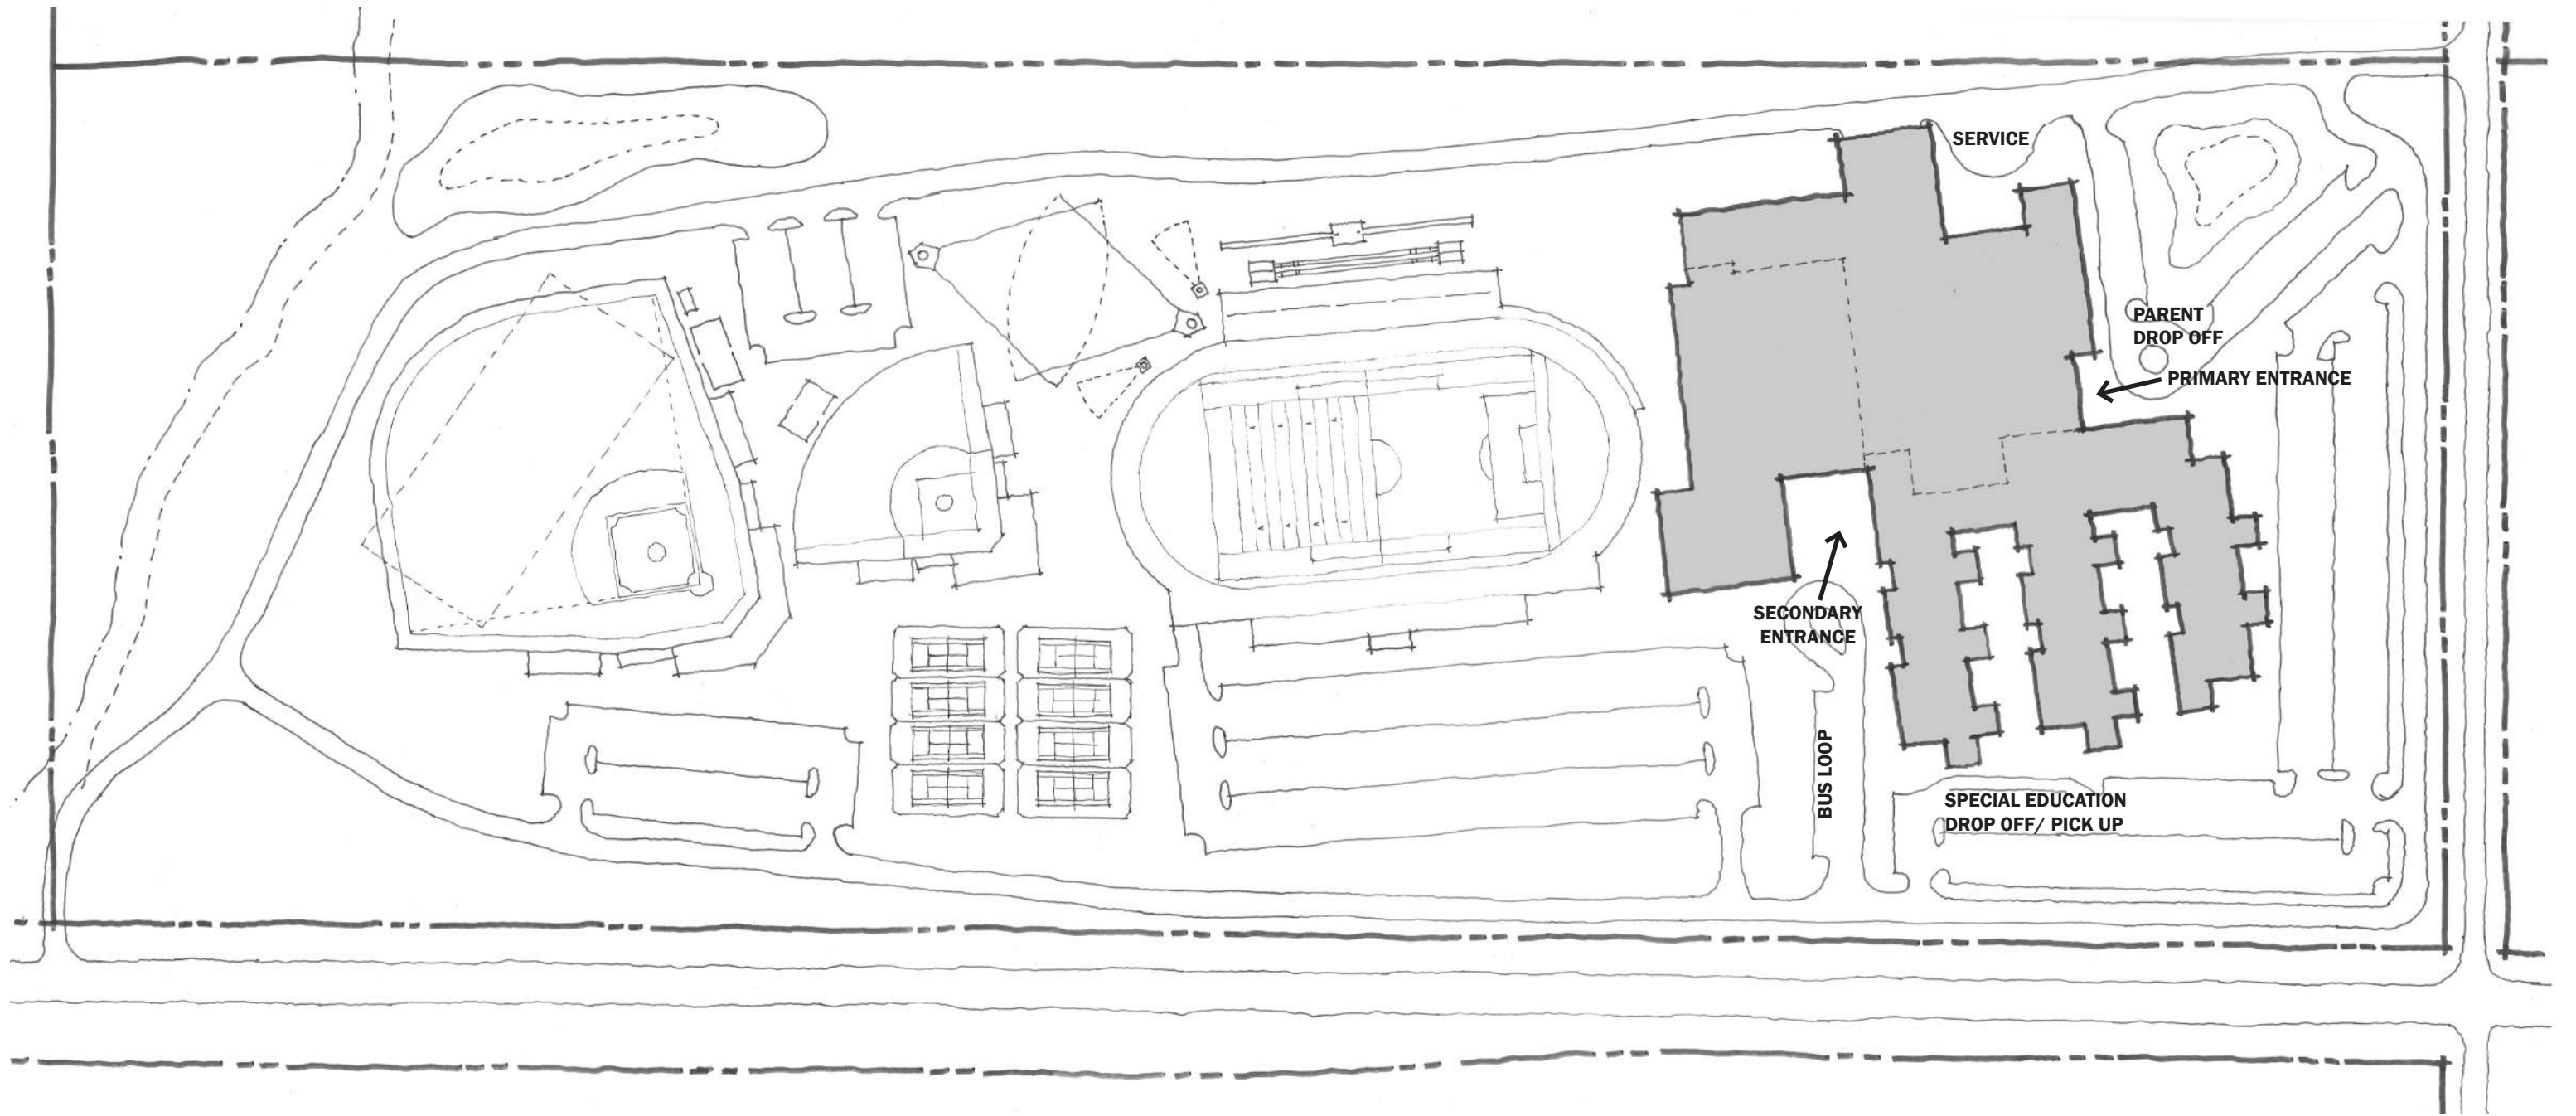 SERVICE
PARENT
DROP OFF
PRIMARY ENTRANCE
SECONDARY
ENTRANCE
BUS LOOP
SPECIAL EDUCATION
DROP OFF/ PICK UP